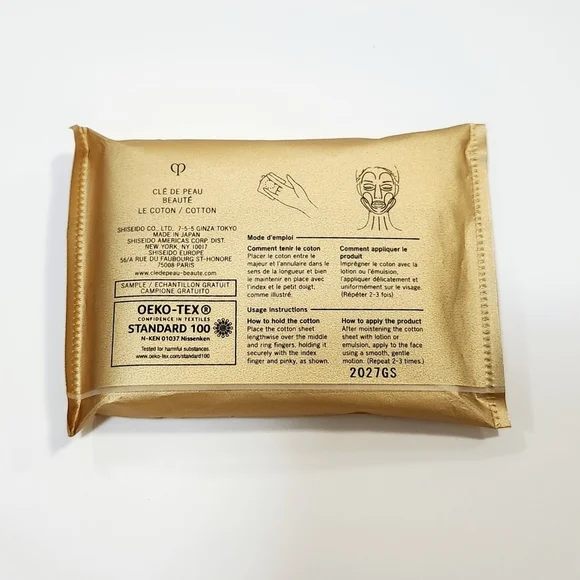 CLÉ DE PEAU
BEAUTÉ
LE COTON / COTTON
SHISEIDO CO., LTD. 7-5-5 GINZA TOKYO
MADE IN JAPAN
SHISEIDO AMERICAS CORP. DIST.
NEW YORK, NY 10017
SHISEIDO EUROPE
56/A RUE DU FAUBOURG ST-HONORE
75008-PARIS
www.cledepeau-beaute.com
SAMPLE / ECHANTILLON GRATUIT
CAMPIONE GRATUITO
OEKO-TEX®
CONFIDENCE IN TEXTILES
STANDARD 100
N-KEN 01037 Nissenken
Tested for harmful substances.
www.oeko-tex.com/standard100
Mode d'emploi
Comment tenir le coton
Placer le coton entre le
majeur et l'annulaire dans le
sens de la longueur et bien
le maintenir en place avec
l'index et le petit doigt,
comme illustré.
Comment appliquer le
produit
Imprégner le coton avec la
lotion ou l'émulsion,
l'appliquer délicatement et
uniformément sur le visage.
(Répéter 2-3 fois)
Usage instructions
How to hold the cotton
Place the cotton sheet
lengthwise over the middle
and ring fingers, holding it
securely with the index
finger and pinky, as shown.
How to apply the product
After moistening the cotton
sheet with lotion or
emulsion, apply to the face
using a smooth, gentle
motion. (Repeat 2-3 times.)
2027GS